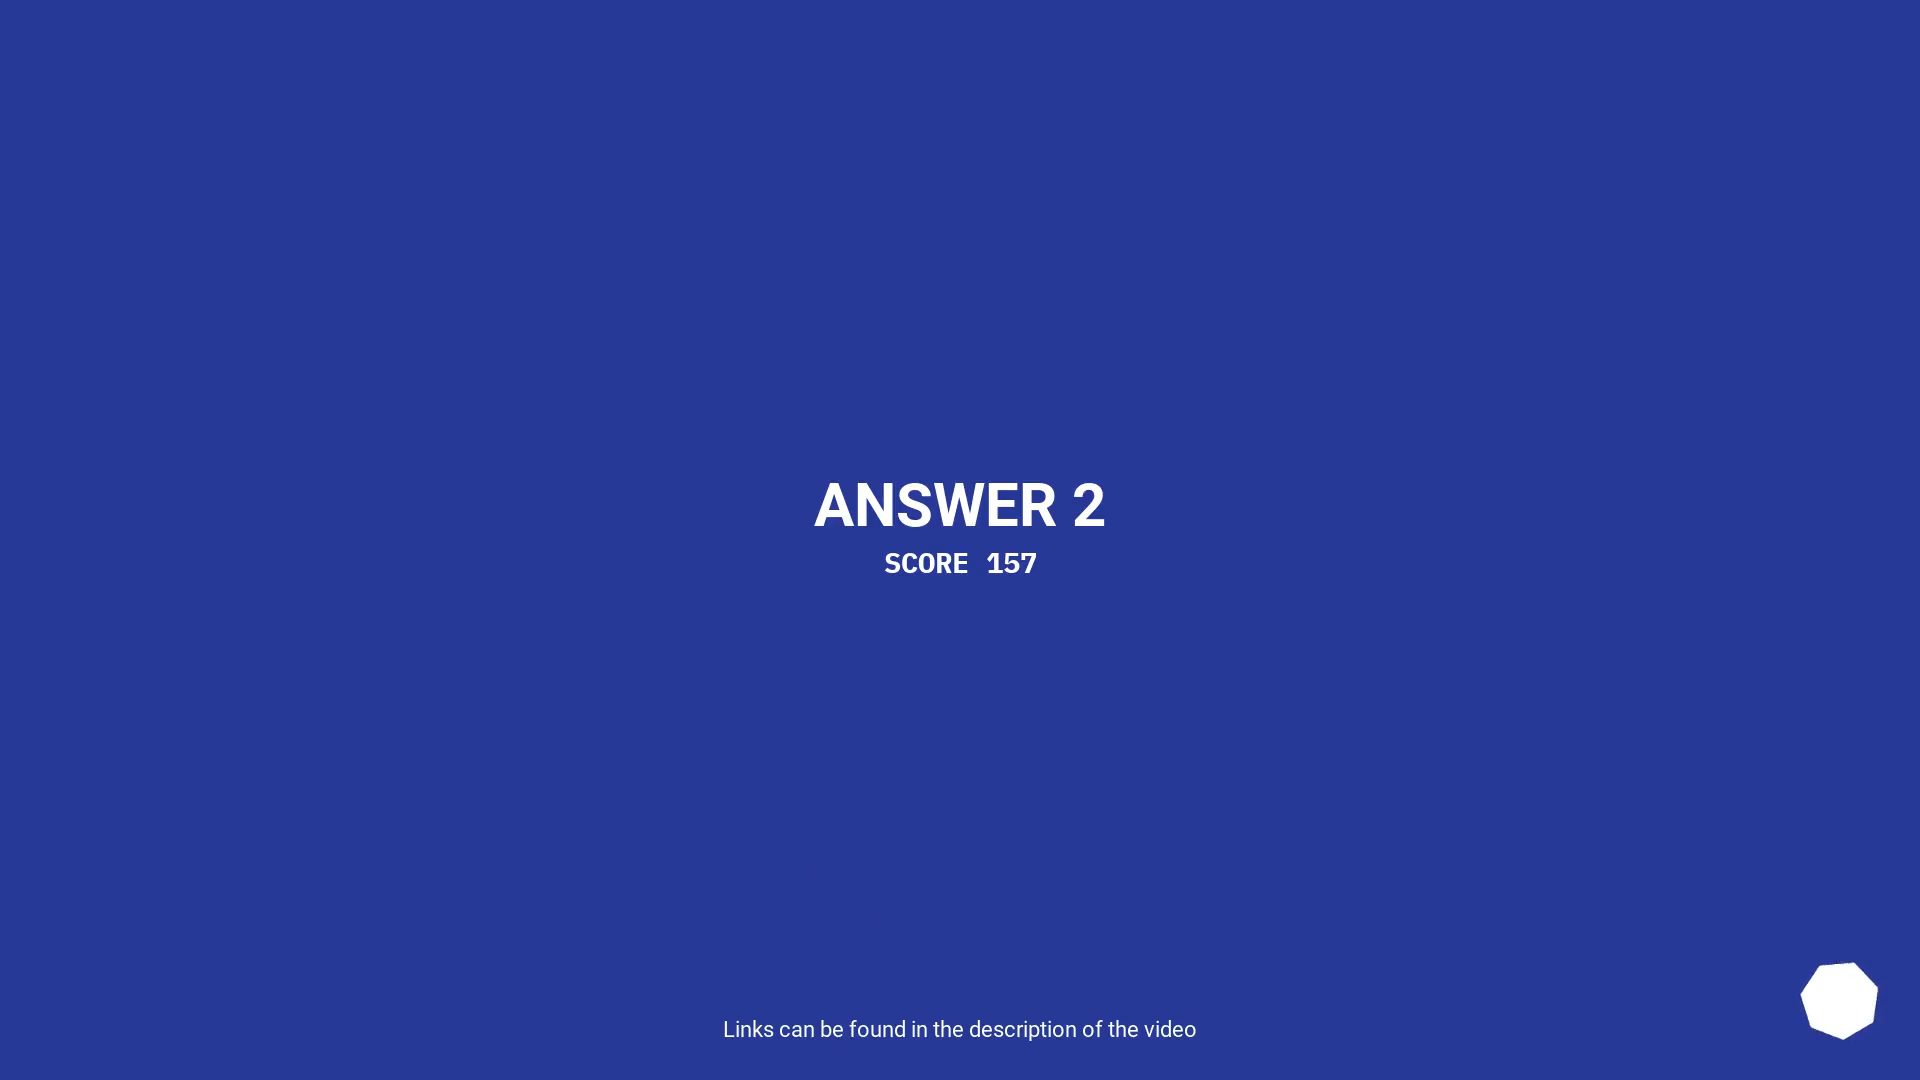 ANSWER 2
SCORE 157
Links can be found in the description of the video